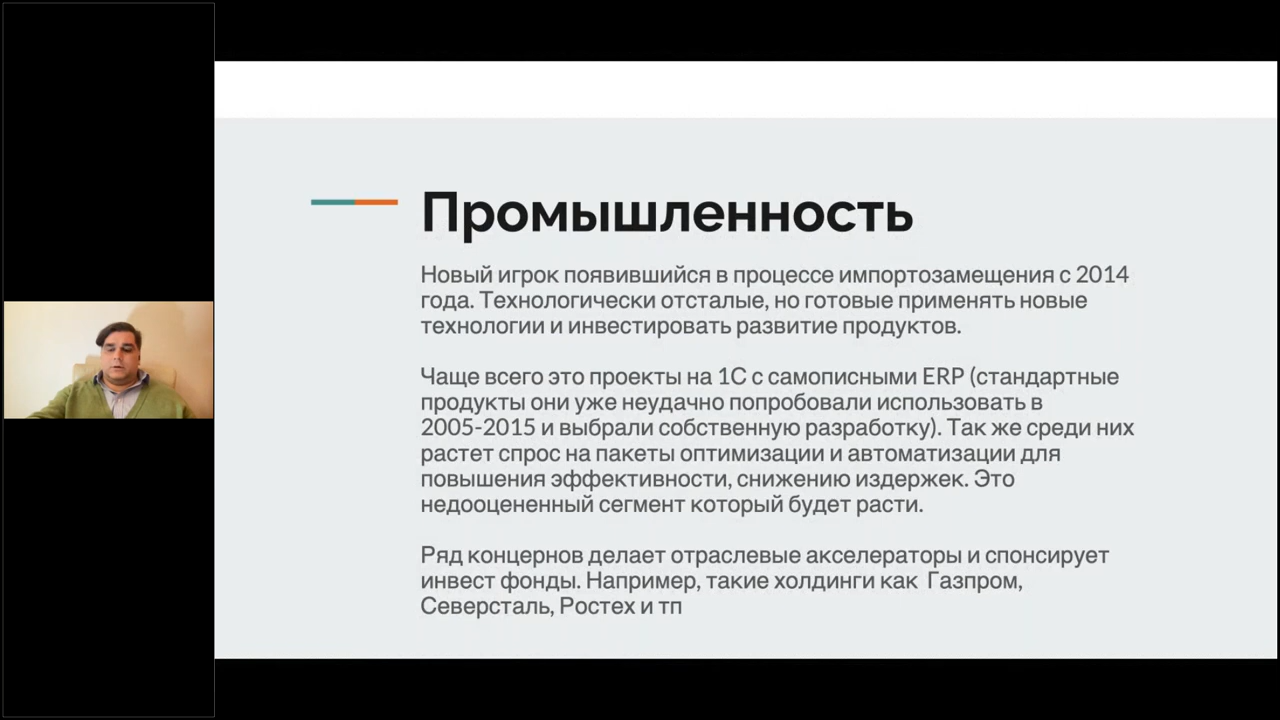 Промышленность
Новый игрок появившийся в процессе импортозамещения с 2014
года. Технологически отсталые, но готовые применять новые
технологии и инвестировать развитие продуктов.
Чаще всего это проекты на 1С с самописными ERP (стандартные
продукты они уже неудачно попробовали использовать в
2005-2015 и выбрали собственную разработку). Так же среди них
растет спрос на пакеты оптимизации и автоматизации для
повышения эффективности, снижению издержек. Это
недооцененный сегмент который будет расти.
Ряд концернов делает отраслевые акселераторы и спонсирует
инвест фонды. Например, такие холдинги как  Газпром,
Северсталь, Ростех и тп